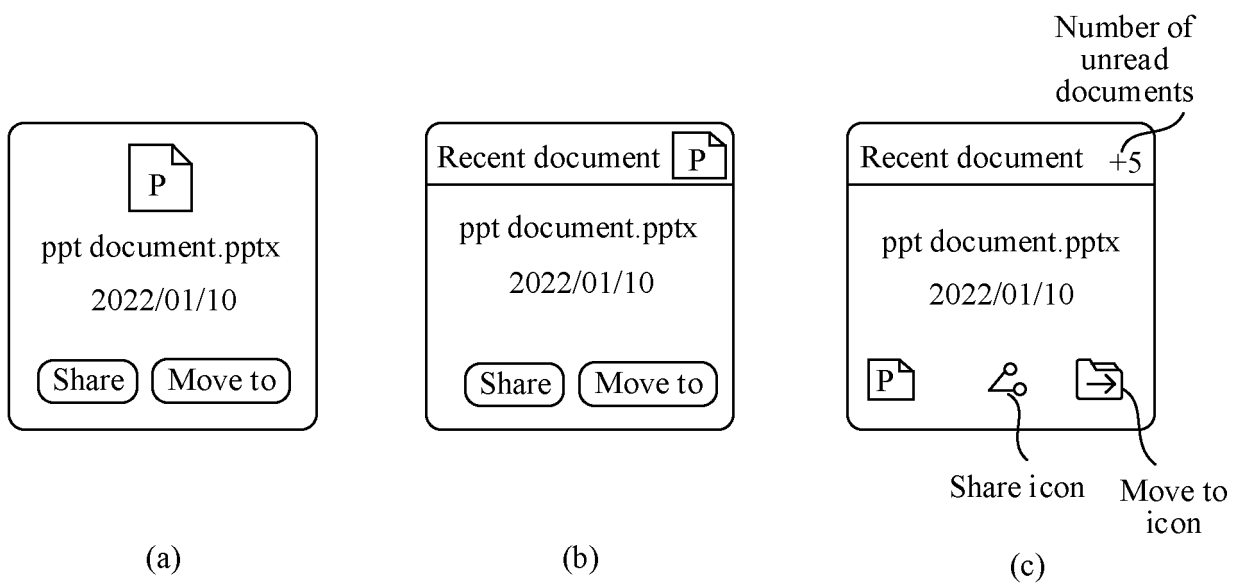 P
ppt document.pptx
2022/01/10
Share Move to
(a)
Recent document P
ppt document.pptx
2022/01/10
Share Move to
(b)
Number of
unread
documents
Recent document +5
ppt document.pptx
2022/01/10
P
Share icon
Move to
icon
(c)